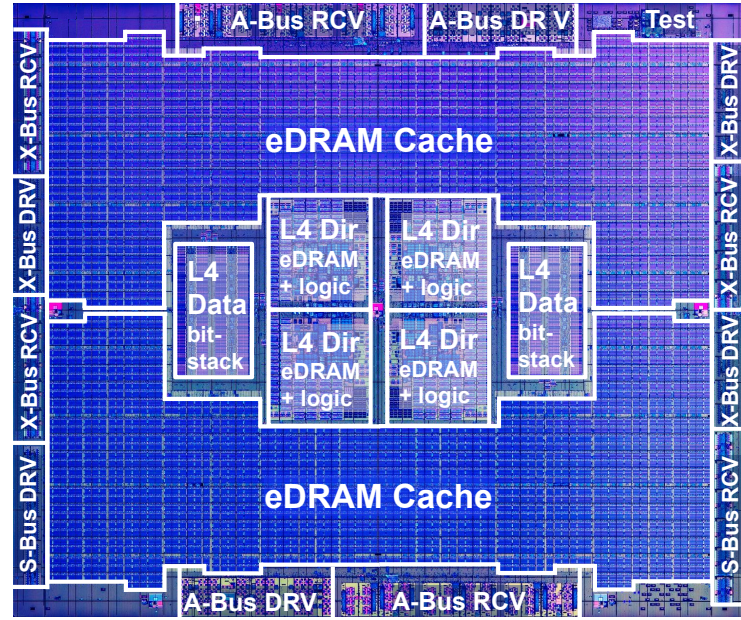 A-Bus RCV
A-Bus DR V
Test
X-Bus RCV
X-Bus DRV
eDRAM Cache
X-Bus DRV
X-Bus RCV
L4 Dir
eDRAM
+ logic
L4 Dir
eDRAM
+ logic
L4
Data
bit-
stack
L4
Data
bit-
stack
X-Bus RCV
X-Bus DRV
L4 Dir
eDRAM
+ logic
L4 Dir
eDRAM
+ logic
S-Bus DRV
S-Bus RCV
eDRAM Cache
A-Bus DRV
A-Bus RCV